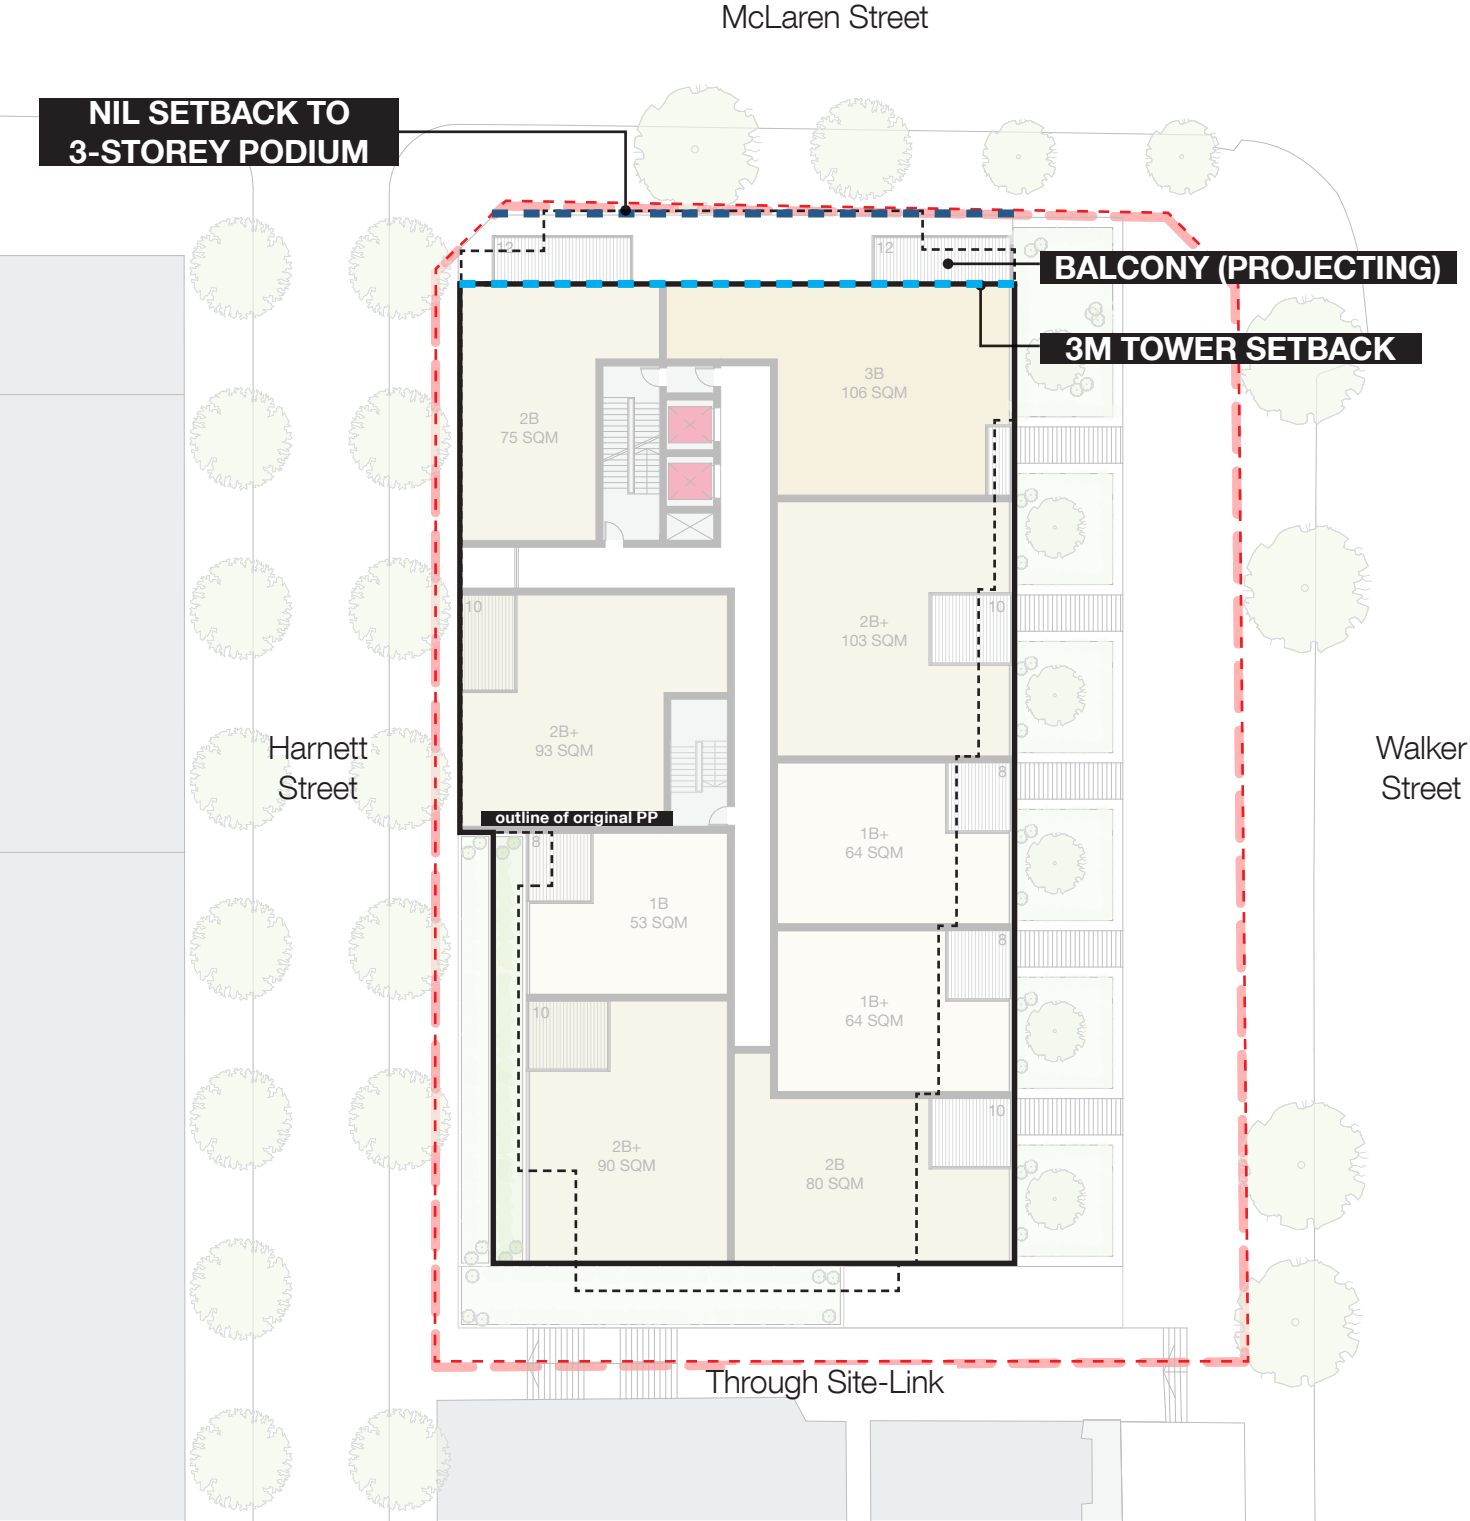 McLaren Street
NIL SETBACK TO
3-STOREY PODIUM
12
12
BALCONY (PROJECTING)
3M TOWER SETBACK
3B
106 SQM
2B
75 SQM
10
10
2B+
103 SQM
2B+
93 SQM
Harnett
Street
Walker
Street
8
outline of original PP
8
1B+
64 SQM
1B
53 SQM
8
1B+
64 SQM
10
10
2B+
90 SQM
2B
80 SQM
Through Site-Link